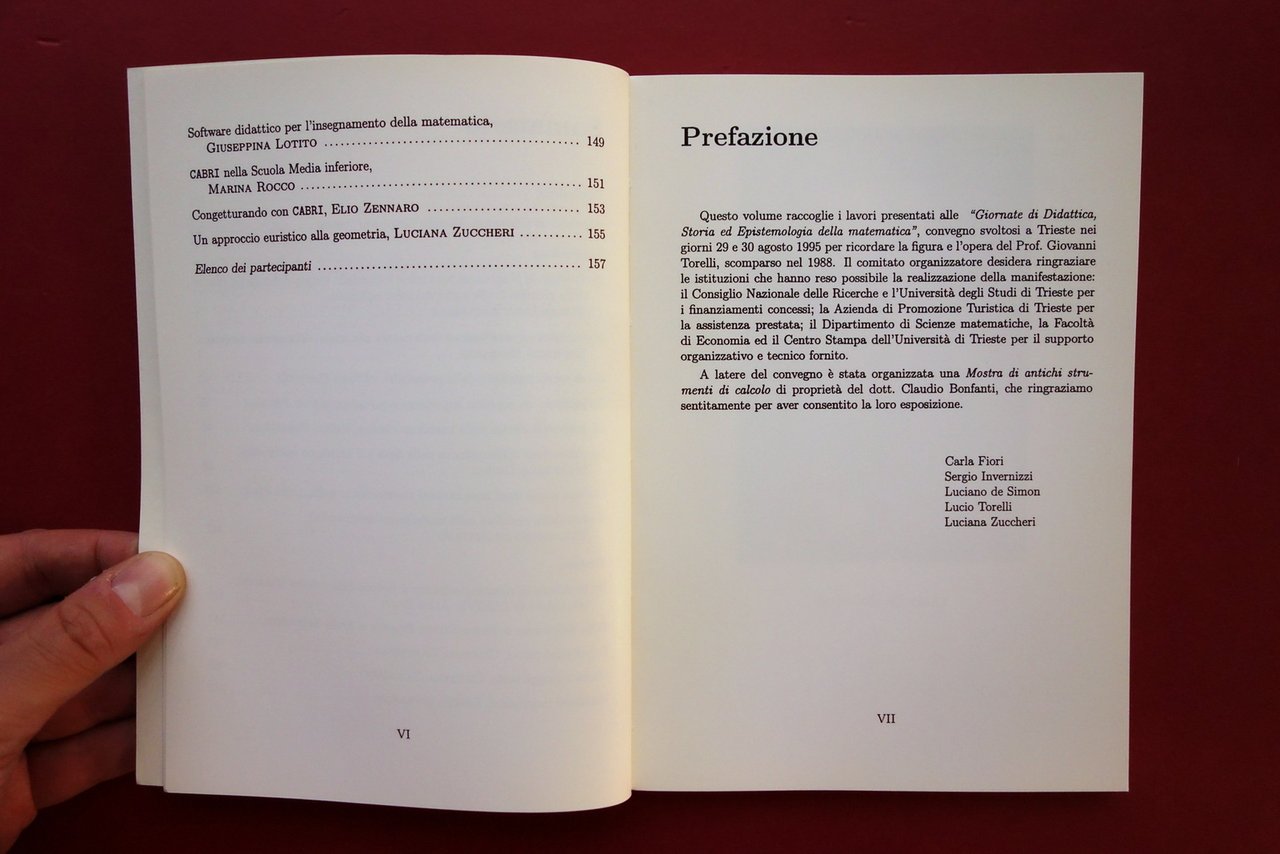 Software didattico per l'insegnamento della matematica,
GIUSEPPINA LOTITO ........................................ 149
CABRI nella Scuola Media inferiore,
MARINA ROCCO ............................................ 151
Congetturando con CABRI, ELIO ZENNARO ...................... 153
Un approccio euristico alla geometria, LUCIANA ZUCCHERI .......... 155
Elenco dei partecipanti .......................................... 157
VI
Prefazione
Questo volume raccoglie i lavori presentati alle "Giornate di Didattica,
Storia ed Epistemologia della matematica", convegno svoltosi a Trieste nei
giorni 29 e 30 agosto 1995 per ricordare la figura e l'opera del Prof. Giovanni
Torelli, scomparso nel 1988. Il comitato organizzatore desidera ringraziare
le istituzioni che hanno reso possibile la realizzazione della manifestazione:
il Consiglio Nazionale delle Ricerche e l'Università degli Studi di Trieste per
i finanziamenti concessi; la Azienda di Promozione Turistica di Trieste per
la assistenza prestata; il Dipartimento di Scienze matematiche, la Facoltà
di Economia ed il Centro Stampa dell'Università di Trieste per il supporto
organizzativo e tecnico fornito.
A latere del convegno è stata organizzata una Mostra di antichi stru-
menti di calcolo di proprietà del dott. Claudio Bonfanti, che ringraziamo
sentitamente per aver consentito la loro esposizione.
Carla Fiori
Sergio Invernizzi
Luciano de Simon
Lucio Torelli
Luciana Zuccheri
VII